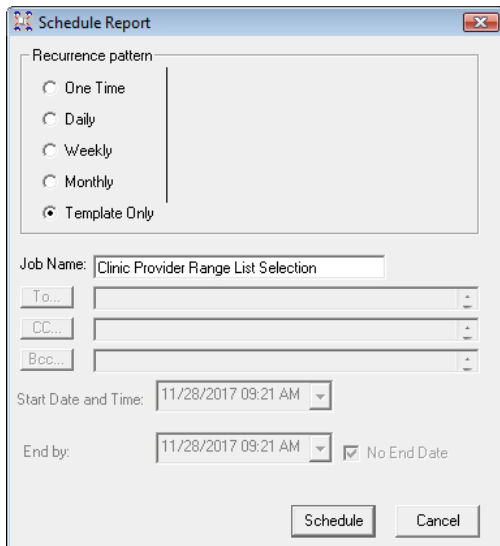 Schedule Report
Recurrence pattern
One Time
Daily
Weekly
Monthly
Template Only
Job Name: Clinic Provider Range List Selection
To...
CC...
Bcc...
Start Date and Time: 11/28/2017 09:21 AM
End by: 11/28/2017 09:21 AM No End Date
Schedule Cancel